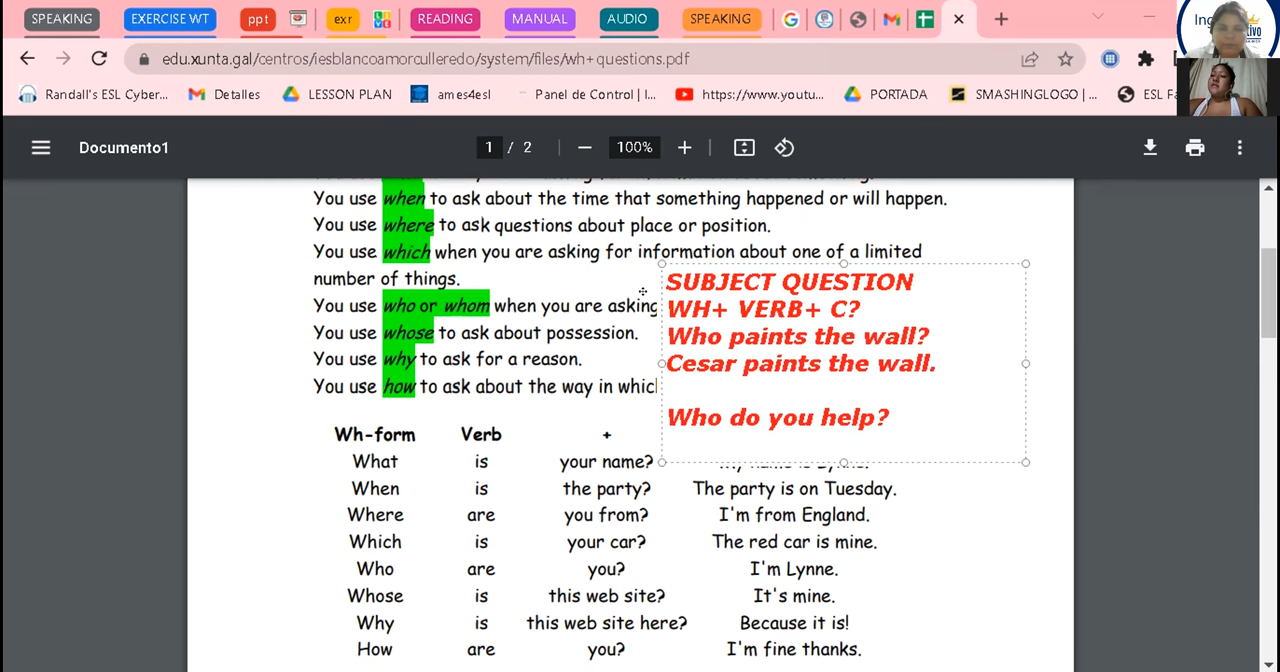 SPEAKING EXERCISE WT ppt exr READING MANUAL AUDIO SPEAKING
edu.xunta.gal/centros/iesblancoamorculleredo/system/files/wh+questions.pdf
Randall's ESL Cyber... Detalles LESSON PLAN ames4esl Panel de Control | I... https://www.youtu... PORTADA SMASHINGLOGO | ... ESL Fa
Documento1 1 / 2 100%
You use when to ask about the time that something happened or will happen.
You use where to ask questions about place or position.
You use which when you are asking for information about one of a limited
number of things.
You use who or whom when you are asking
You use whose to ask about possession.
You use why to ask for a reason.
You use how to ask about the way in which
SUBJECT QUESTION
WH+ VERB+ C?
Who paints the wall?
Cesar paints the wall.
Who do you help?
Wh-form Verb +
What is your name? My name is Lynne.
When is the party? The party is on Tuesday.
Where are you from? I'm from England.
Which is your car? The red car is mine.
Who are you? I'm Lynne.
Whose is this web site? It's mine.
Why is this web site here? Because it is!
How are you? I'm fine thanks.